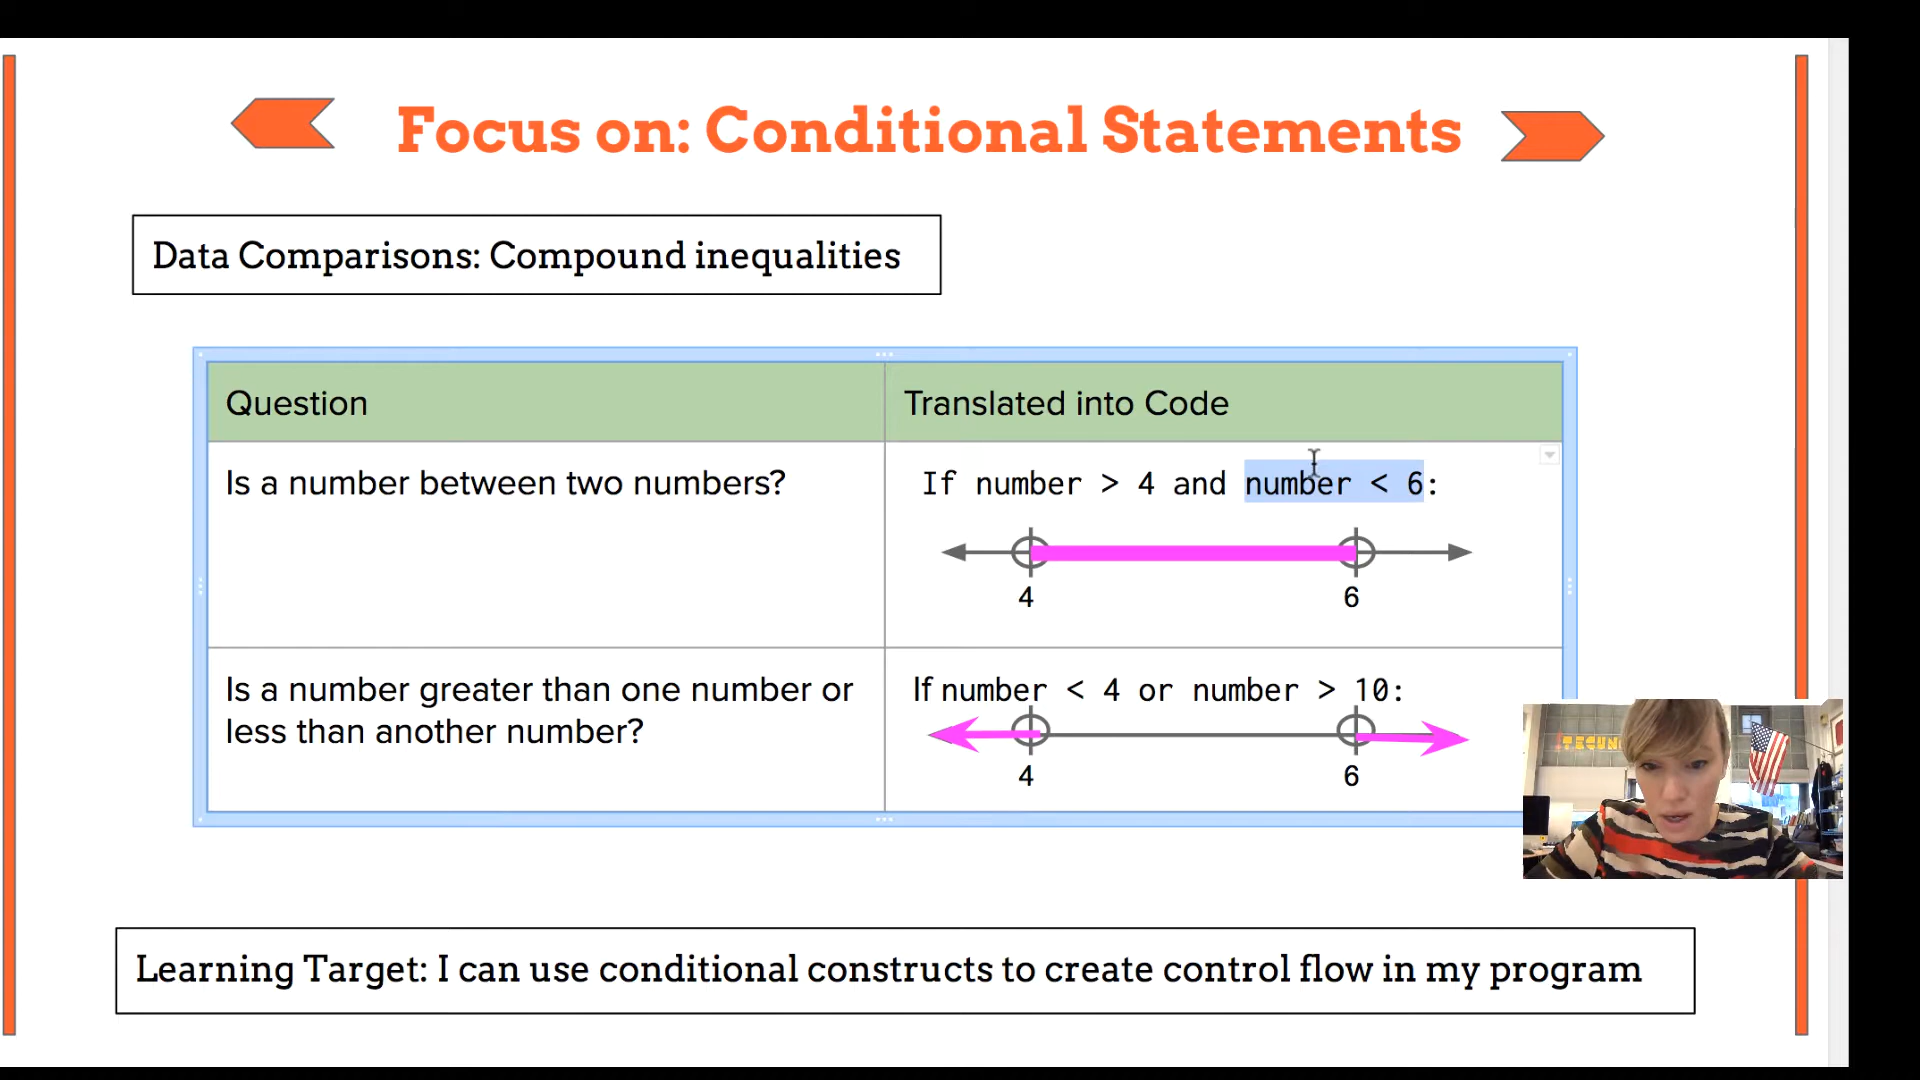 Focus on: Conditional Statements
Data Comparisons: Compound inequalities
Question
Translated into Code
Is a number between two numbers?
If number > 4 and number < 6:
4 6
Is a number greater than one number or
less than another number?
If number < 4 or number > 10:
4 6
Learning Target: I can use conditional constructs to create control flow in my program